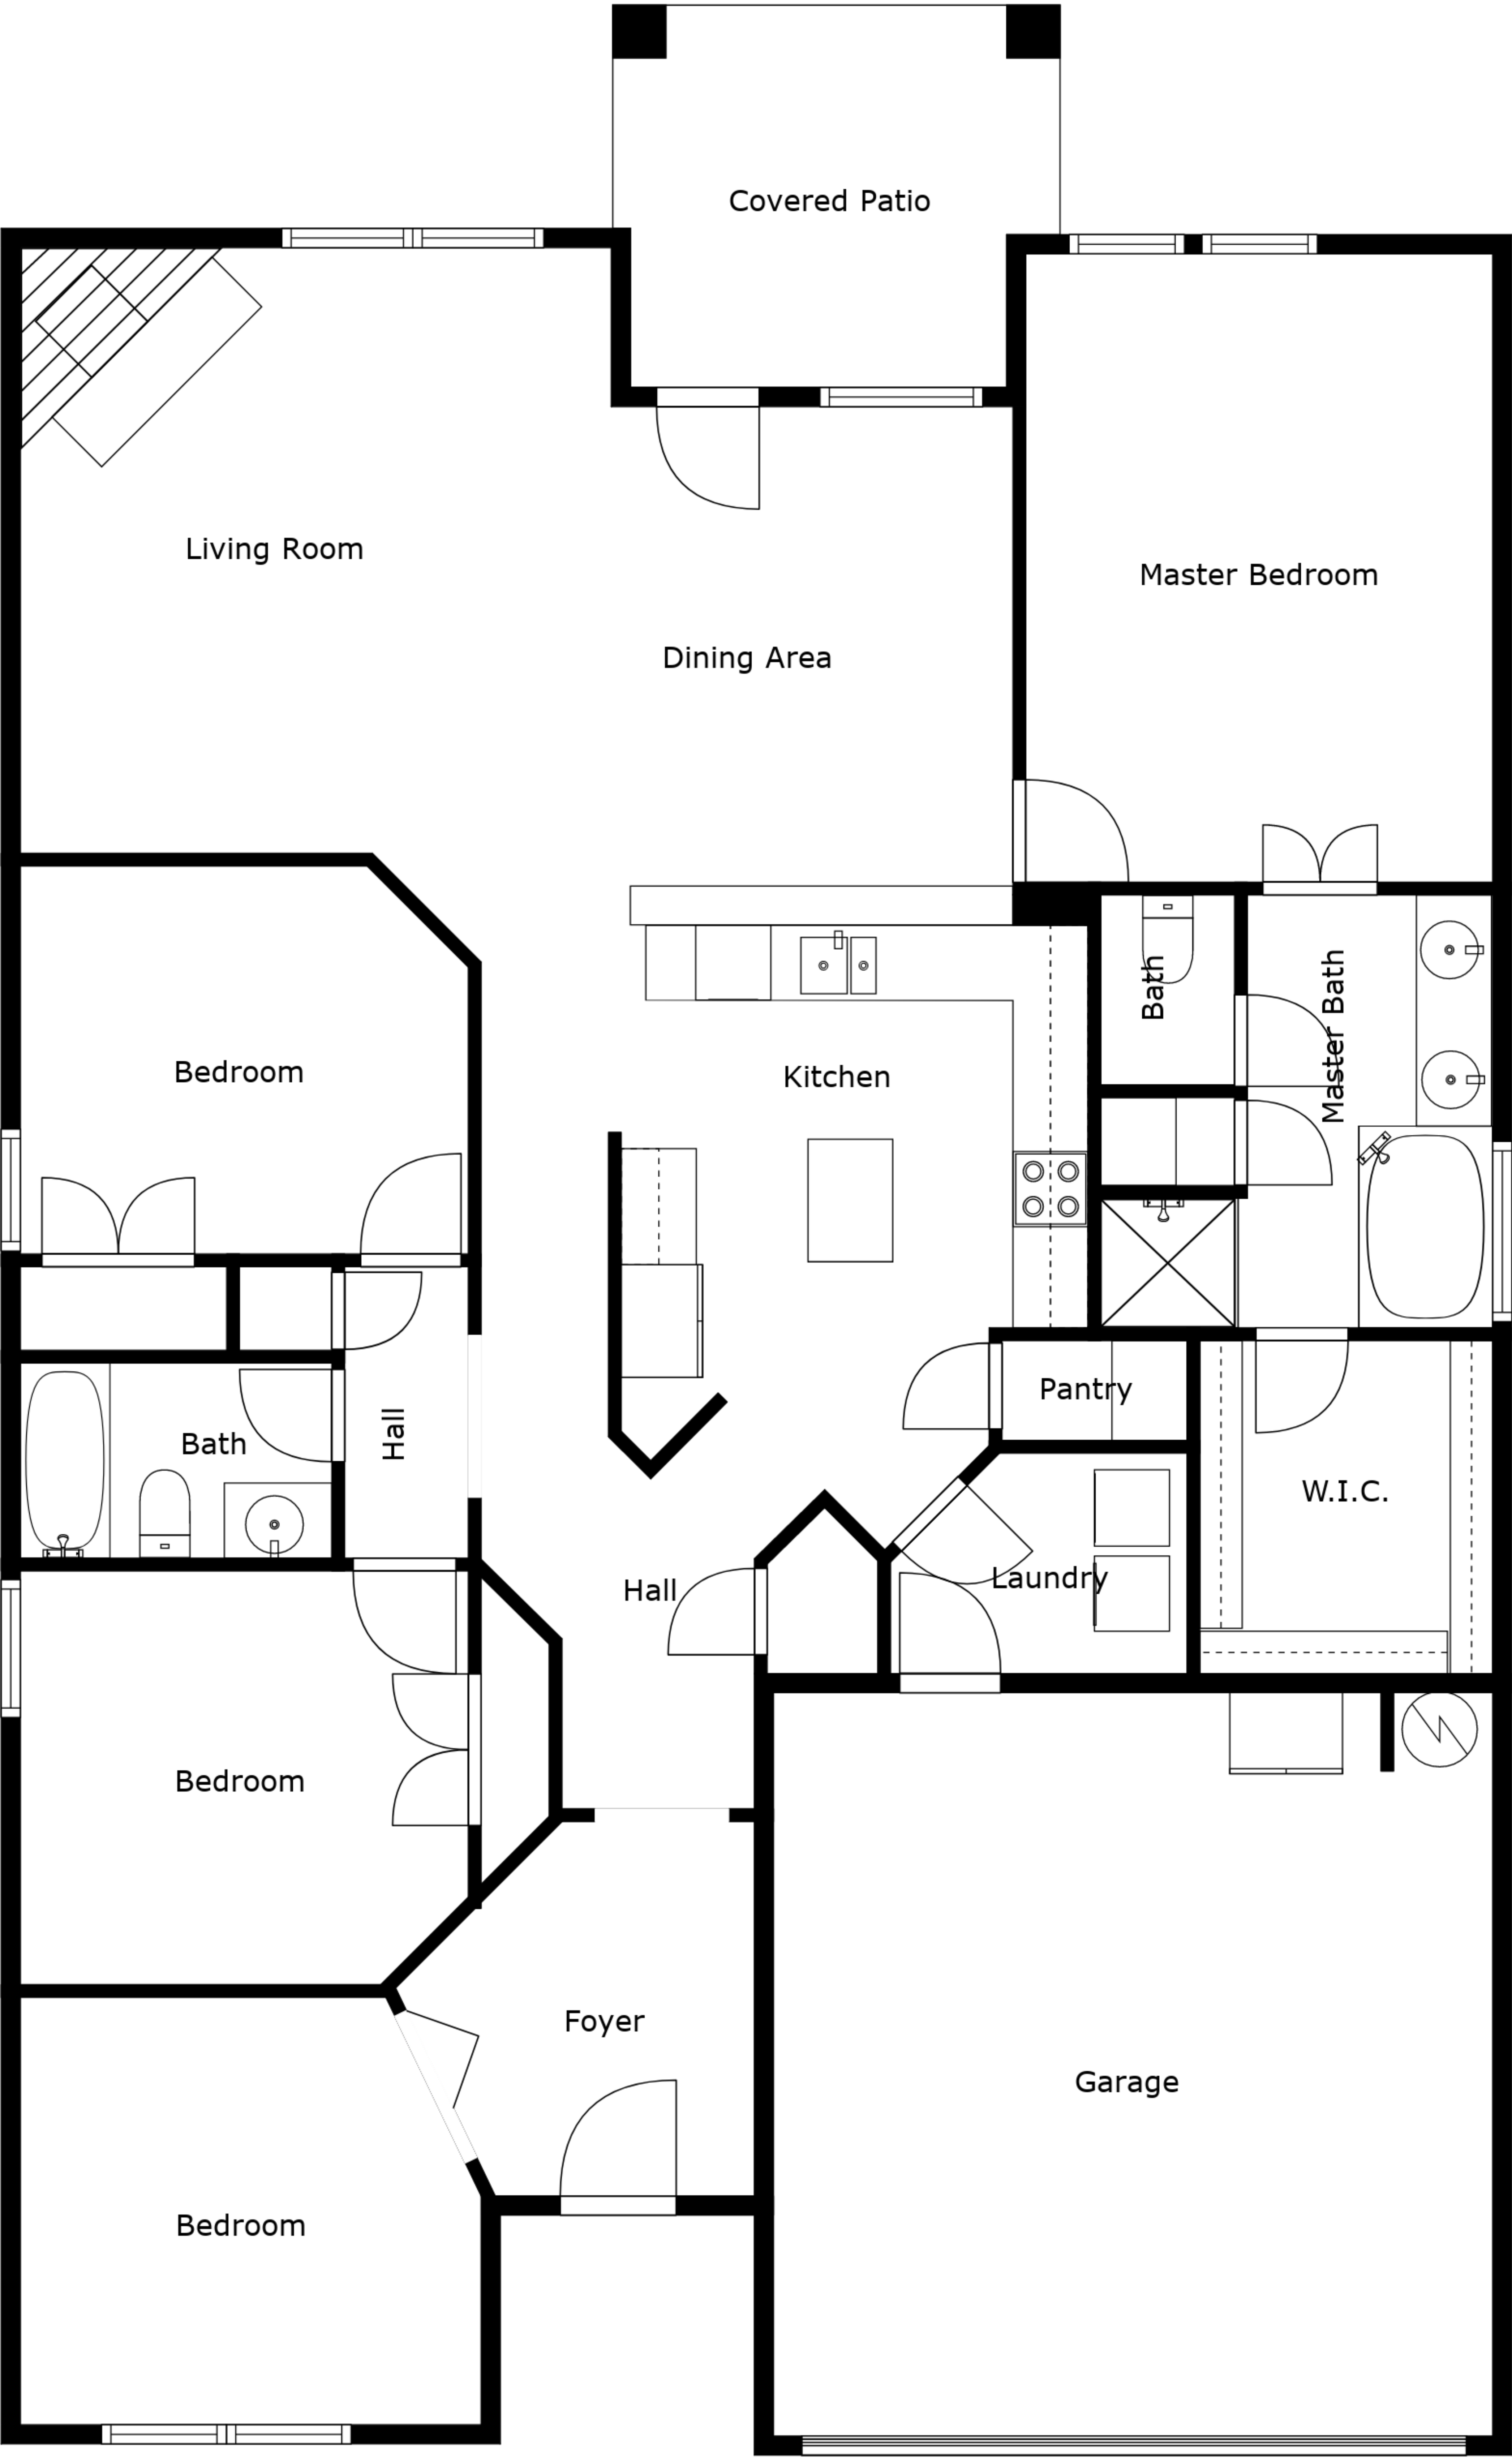 Covered Patio
Living Room
Master Bedroom
Dining Area
Bath
Master Bath
Bedroom
Kitchen
Pantry
Hall
Bath
W.I.C.
Laundry
Hall
Bedroom
Foyer
Garage
Bedroom